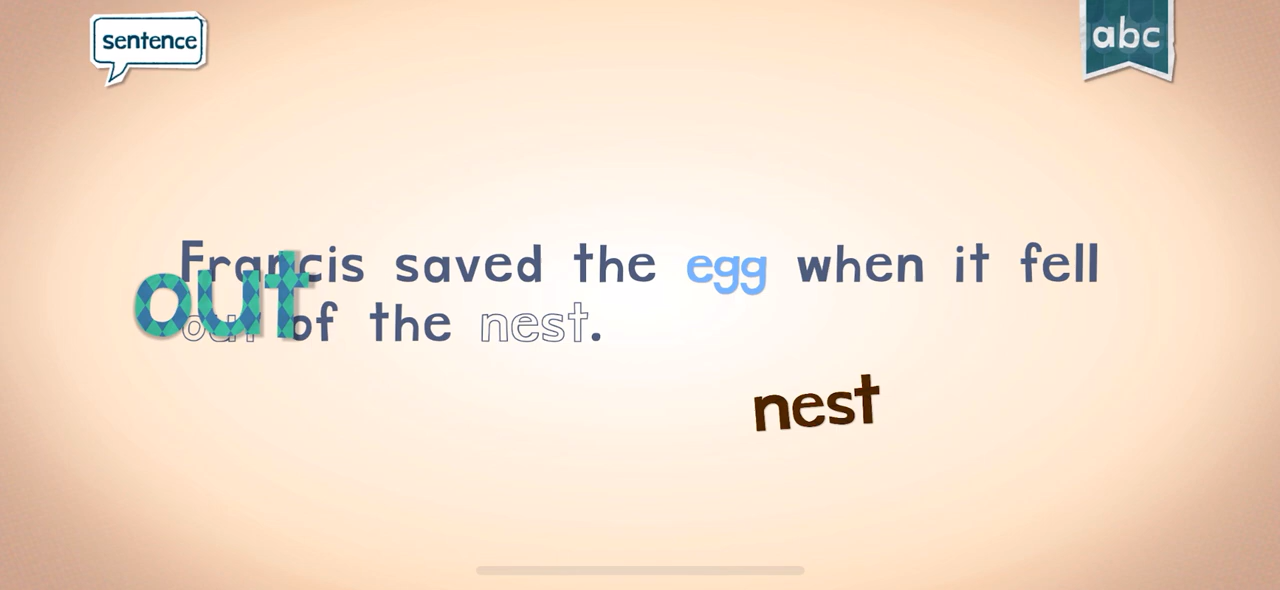 sentence
abc
Francis saved the egg when it fell
out of the nest.
out
nest